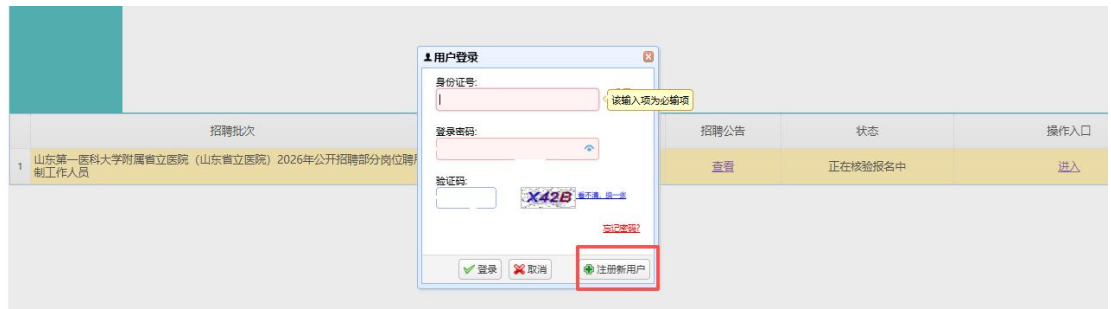 用户登录
身份证号:
该输入项为必输项
登录密码:
招聘批次
招聘公告
状态
操作入口
1
山东第一医科大学附属省立医院（山东省立医院）2026年公开招聘部分岗位聘
制工作人员
查看
正在核验报名中
进入
验证码:
X42B
看不清，换一张
忘记密码?
登录
取消
注册新用户